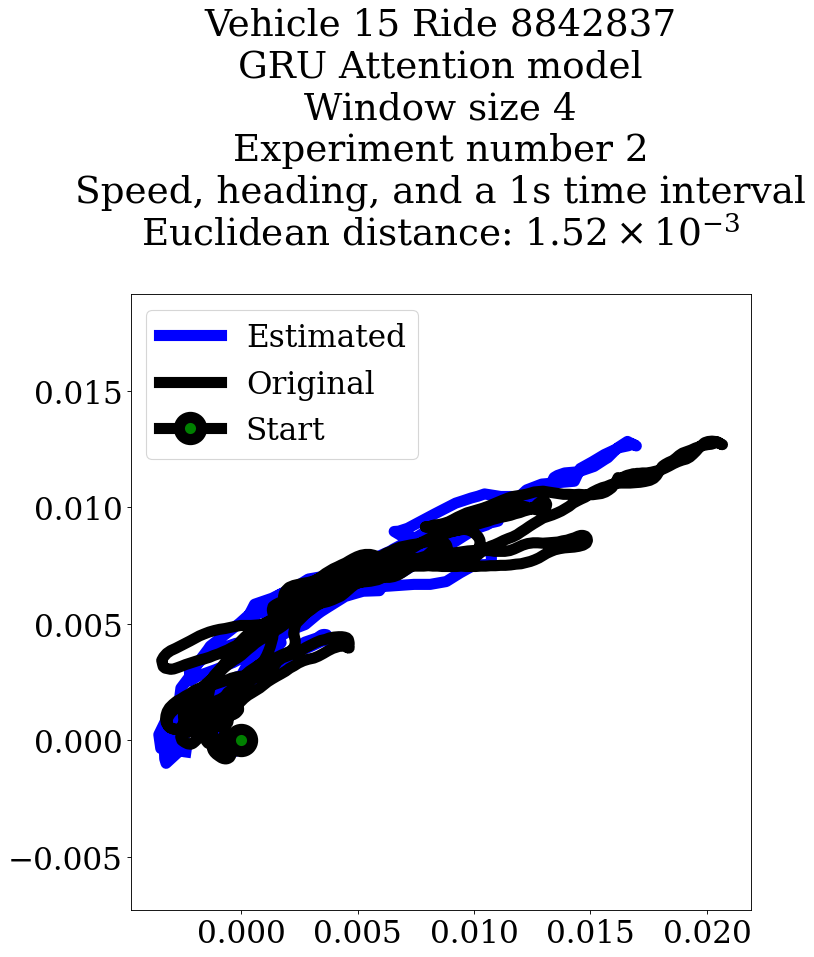 Vehicle 15 Ride 8842837
GRU Attention model
Window size 4
Experiment number 2
Speed, heading, and a 1s time interval
Euclidean distance: 1.52 × 10⁻³
Estimated
Original
Start
0.015
0.010
0.005
0.000
−0.005
0.000 0.005 0.010 0.015 0.020